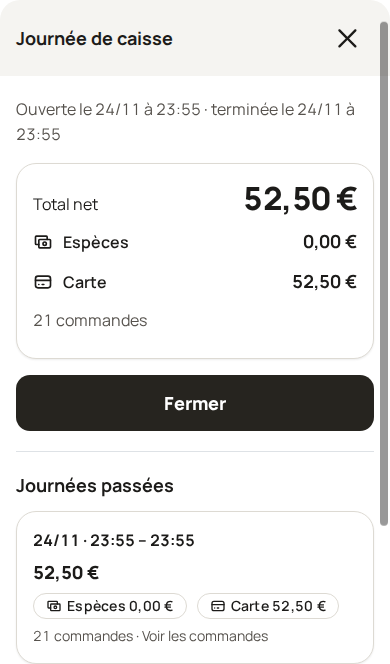 Journée de caisse
Ouverte le 24/11 à 23:55 · terminée le 24/11 à
23:55
Total net 52,50 €
Espèces 0,00 €
Carte 52,50 €
21 commandes
Fermer
Journées passées
24/11 · 23:55 – 23:55
52,50 €
Espèces 0,00 € Carte 52,50 €
21 commandes · Voir les commandes